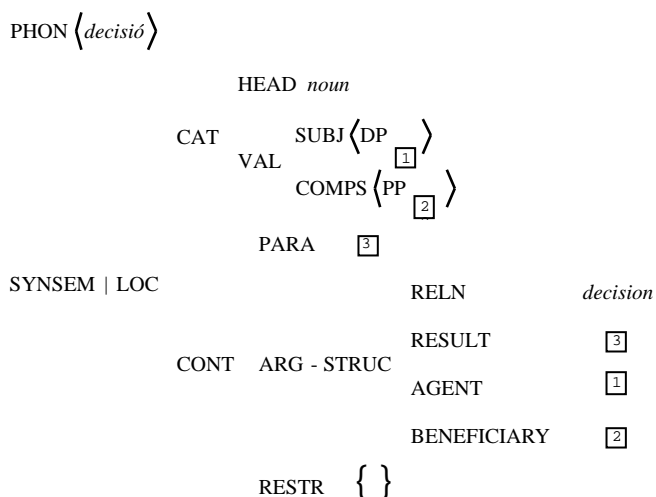 PHON ⟨decisió⟩
HEAD noun
CAT
SUBJ ⟨DP 1⟩
VAL
COMPS ⟨PP 2⟩
PARA 3
SYNSEM | LOC
RELN decision
RESULT 3
CONT ARG - STRUC
AGENT 1
BENEFICIARY 2
RESTR { }